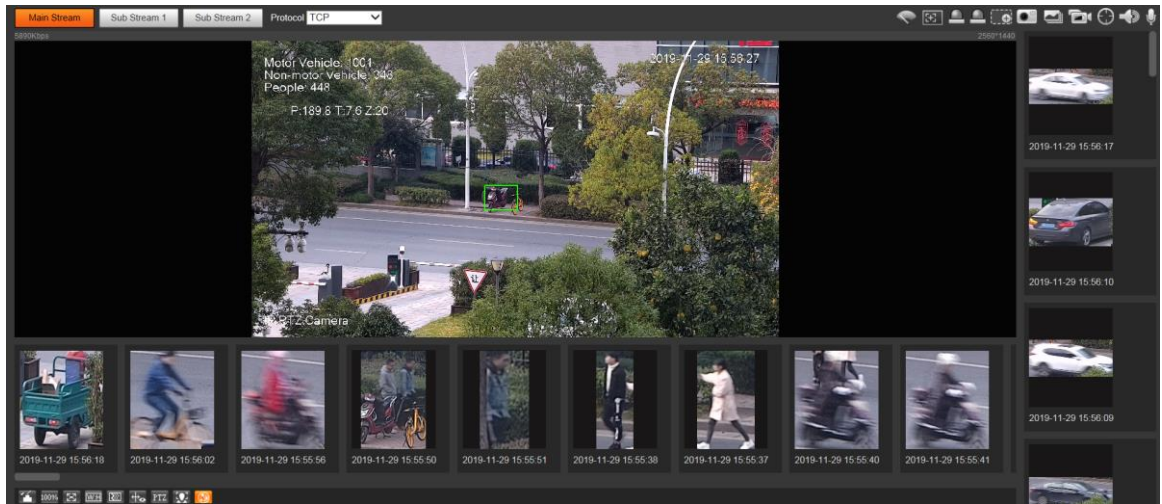 Main Stream Sub Stream 1 Sub Stream 2 Protocol TCP
5890Kbps 2560*1440
Motor Vehicle: 1001 2019-11-29 15:56:27
Non-motor Vehicle: 248
People: 448
P:189.8 T:7.6 Z:20
PTZ Camera
2019-11-29 15:56:17
2019-11-29 15:56:10
2019-11-29 15:56:09
2019-11-29 15:56:18 2019-11-29 15:56:02 2019-11-29 15:55:56 2019-11-29 15:55:50 2019-11-29 15:55:51 2019-11-29 15:55:38 2019-11-29 15:55:37 2019-11-29 15:55:40 2019-11-29 15:55:41
100% W:H PTZ